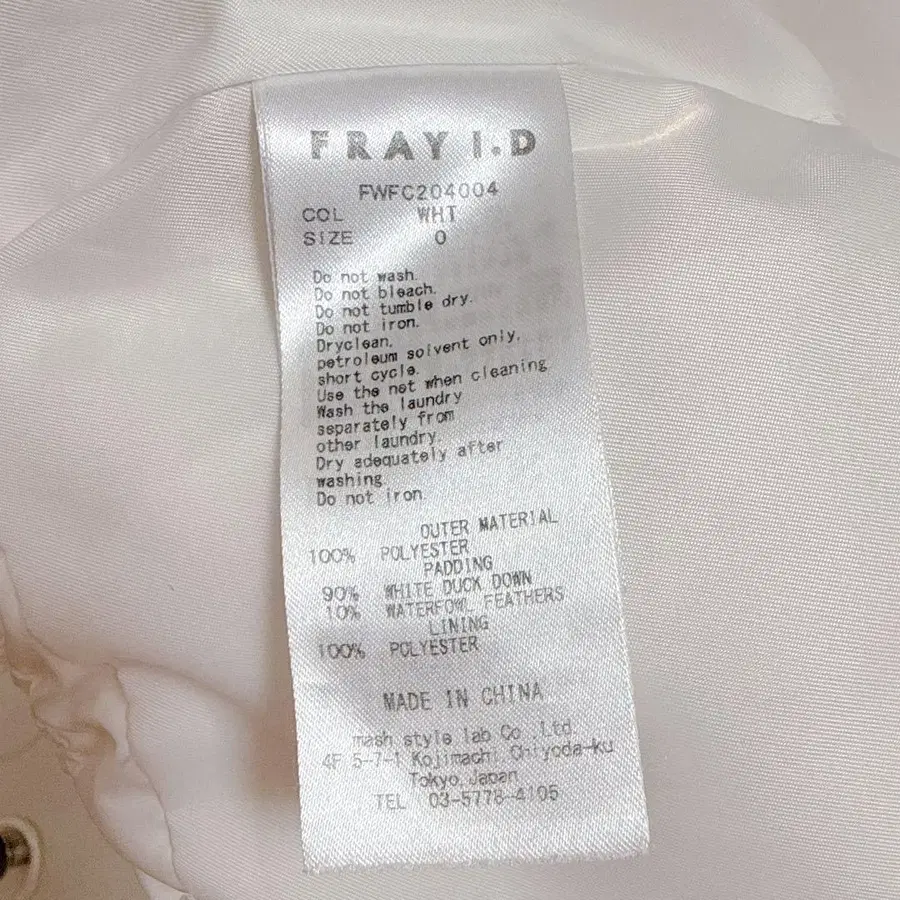 FRAY I.D
FWFC204004
COL WHT
SIZE 0
Do not wash.
Do not bleach.
Do not tumble dry.
Do not iron.
Dryclean,
petroleum solvent only,
short cycle.
Use the net when cleaning
Wash the laundry
separately from
other laundry.
Dry adequately after
washing.
Do not iron.
OUTER MATERIAL
100% POLYESTER
PADDING
90% WHITE DUCK DOWN
10% WATERFOWL FEATHERS
LINING
100% POLYESTER
MADE IN CHINA
mash style lab Co., Ltd.
4F 5-7-1 Kojimachi Chiyoda-ku
Tokyo, Japan
TEL 03-5778-4105